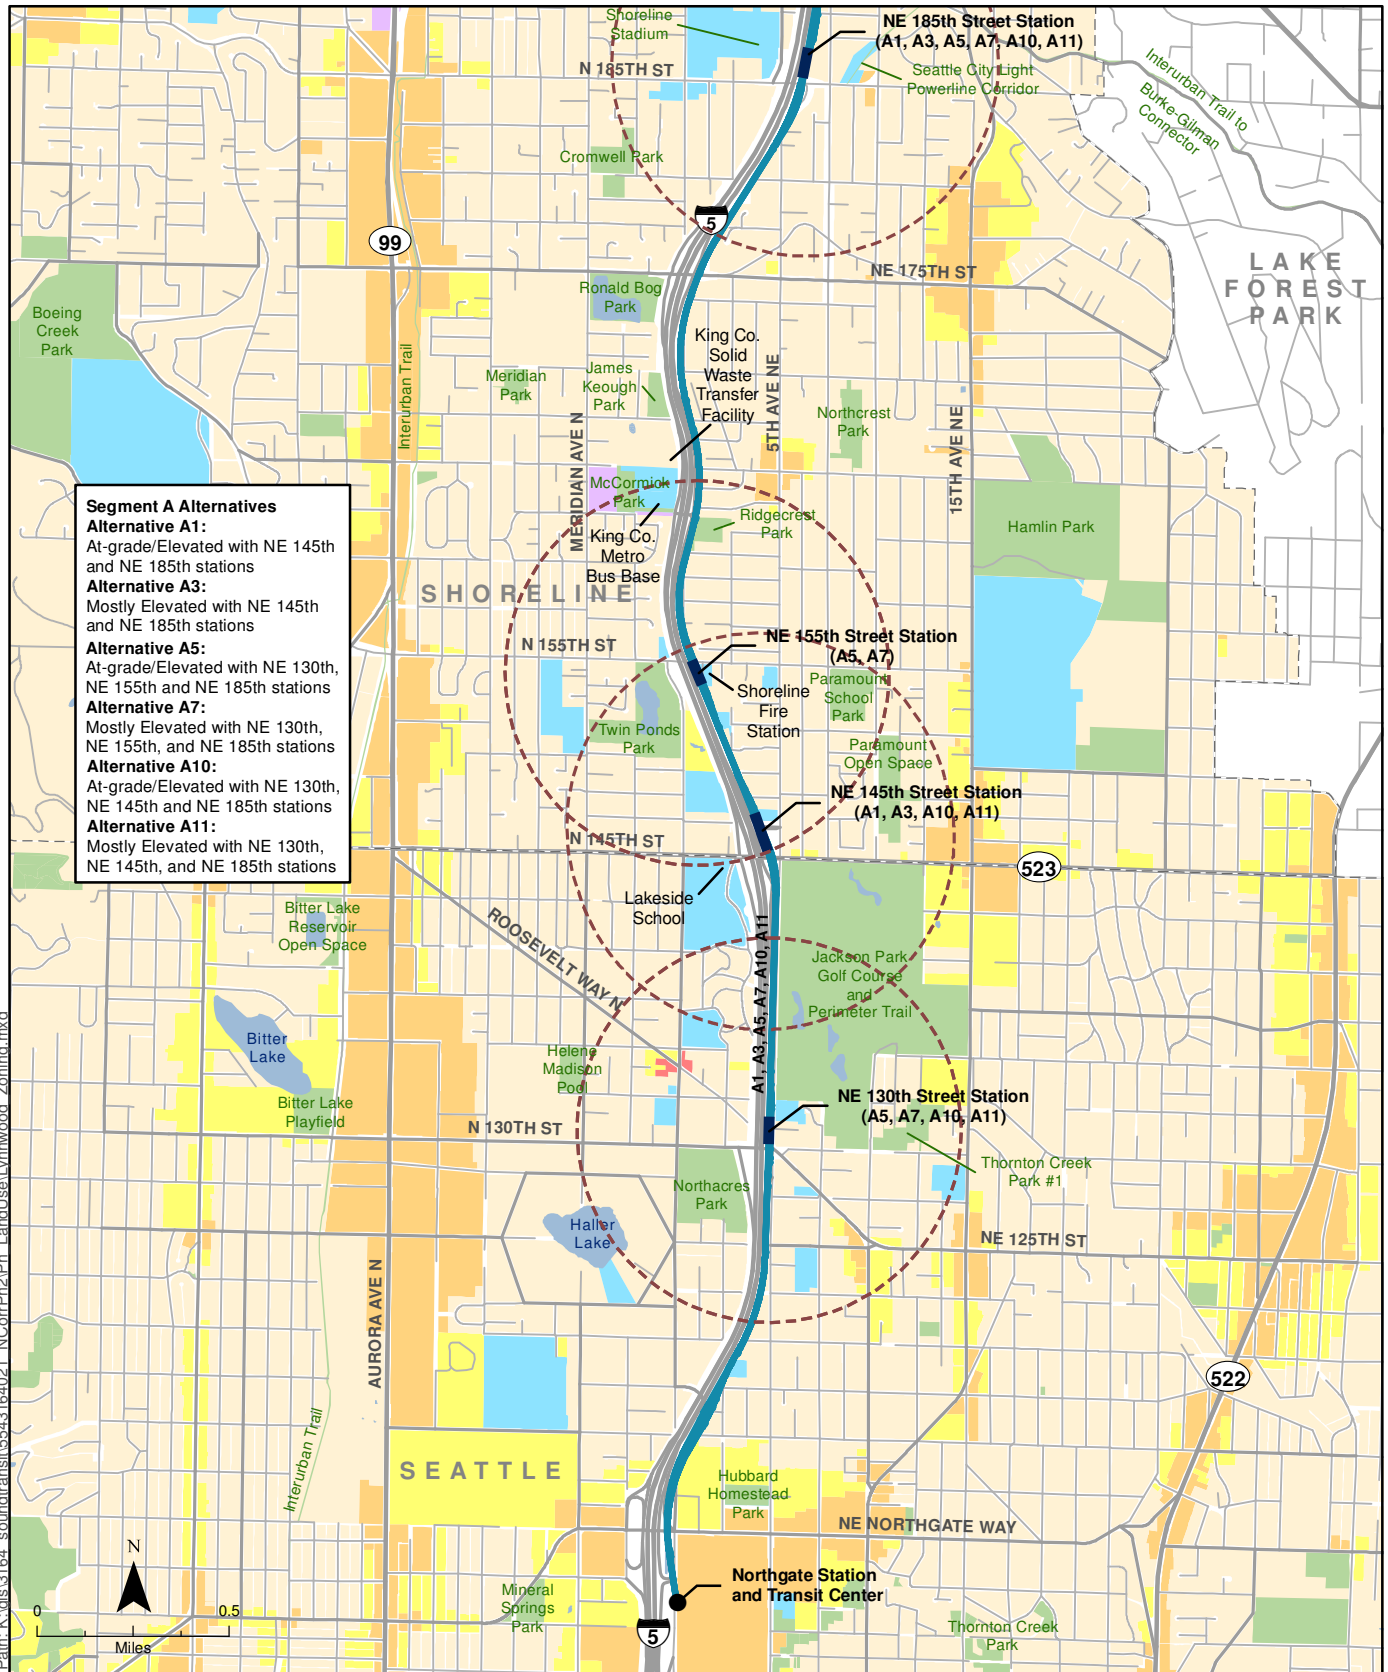 Shoreline
Stadium
NE 185th Street Station
(A1, A3, A5, A7, A10, A11)
N 185TH ST
Seattle City Light
Powerline Corridor
Interurban Trail to
Burke-Gilman
Connector
Cromwell Park
5
99
NE 175TH ST
LAKE
FOREST
PARK
Ronald Bog
Park
Boeing
Creek
Park
King Co.
Solid
Waste
Transfer
Facility
Interurban Trail
Meridian
Park
James
Keough
Park
5TH AVE NE
Northcrest
Park
15TH AVE NE
MERIDIAN AVE N
McCormick
Park
Ridgecrest
Park
Hamlin Park
King Co.
Metro
Bus Base
Segment A Alternatives
Alternative A1:
At-grade/Elevated with NE 145th
and NE 185th stations
Alternative A3:
Mostly Elevated with NE 145th
and NE 185th stations
Alternative A5:
At-grade/Elevated with NE 130th,
NE 155th and NE 185th stations
Alternative A7:
Mostly Elevated with NE 130th,
NE 155th, and NE 185th stations
Alternative A10:
At-grade/Elevated with NE 130th,
NE 145th and NE 185th stations
Alternative A11:
Mostly Elevated with NE 130th,
NE 145th, and NE 185th stations
SHORELINE
N 155TH ST
NE 155th Street Station
(A5, A7)
Shoreline
Fire
Station
Paramount
School
Park
Twin Ponds
Park
Paramount
Open Space
NE 145th Street Station
(A1, A3, A10, A11)
N 145TH ST
523
Lakeside
School
Bitter Lake
Reservoir
Open Space
ROOSEVELT WAY N
A1, A3, A5, A7, A10, A11
Jackson Park
Golf Course
and
Perimeter Trail
Bitter
Lake
Helene
Madison
Pool
Bitter Lake
Playfield
NE 130th Street Station
(A5, A7, A10, A11)
N 130TH ST
Thornton Creek
Park #1
Northacres
Park
Haller
Lake
NE 125TH ST
AURORA AVE N
522
Interurban Trail
SEATTLE
Hubbard
Homestead
Park
NE NORTHGATE WAY
Northgate Station
and Transit Center
Mineral
Springs
Park
Thornton Creek
Park
5
N
0
0.5
Miles